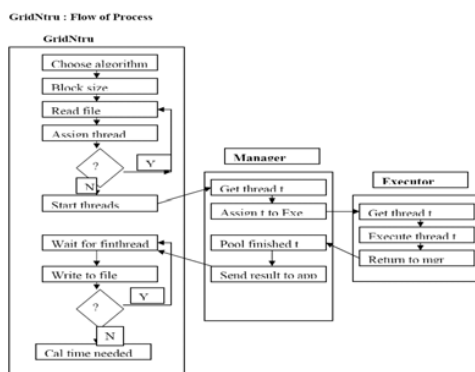 GridNtru : Flow of Process
GridNtru
Choose algorithm
Block size
Read file
Assign thread
?
Y
N
Start threads
Wait for finthread
Write to file
?
Y
N
Cal time needed
Manager
Get thread t
Assign t to Exe
Pool finished t
Send result to app
Executor
Get thread t
Execute thread t
Return to mgr